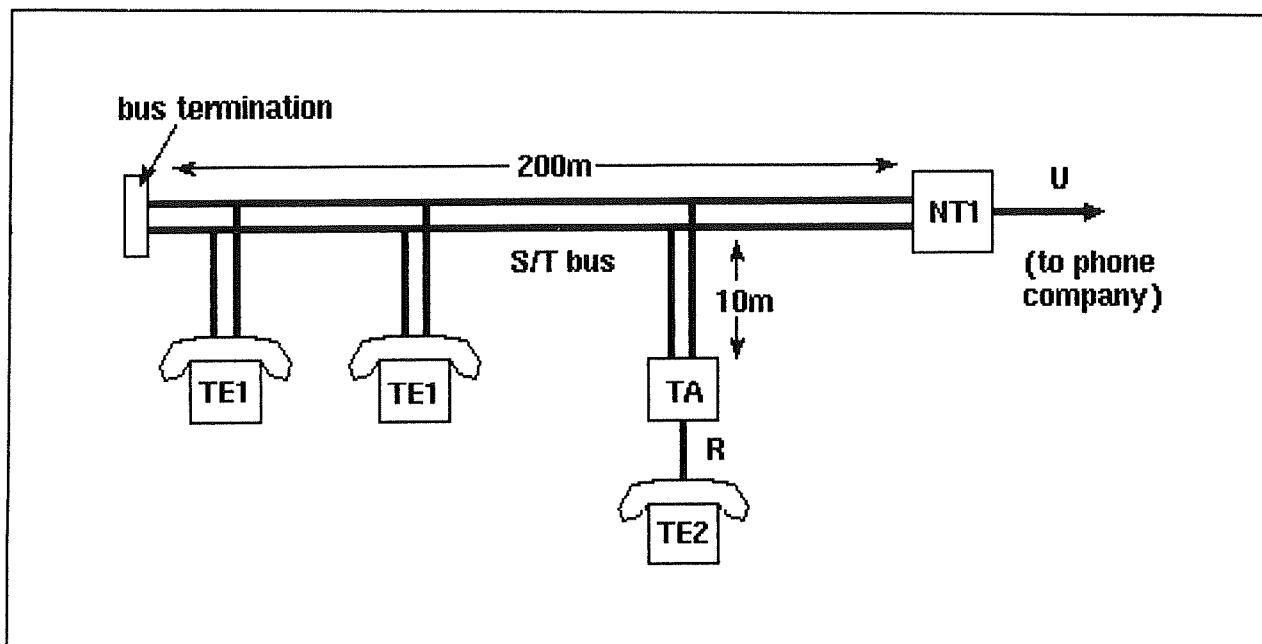 bus termination
200m
U
NT1
S/T bus
(to phone
company)
10m
TE1
TE1
TA
R
TE2